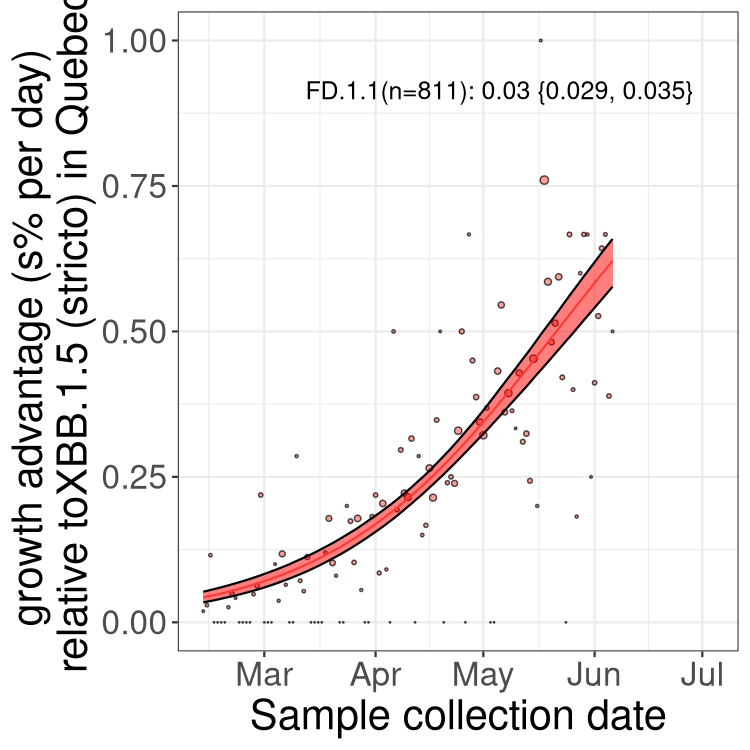 growth advantage (s% per day)
relative toXBB.1.5 (stricto) in Quebec
1.00
0.75
0.50
0.25
0.00
FD.1.1(n=811): 0.03 {0.029, 0.035}
Mar Apr May Jun Jul
Sample collection date